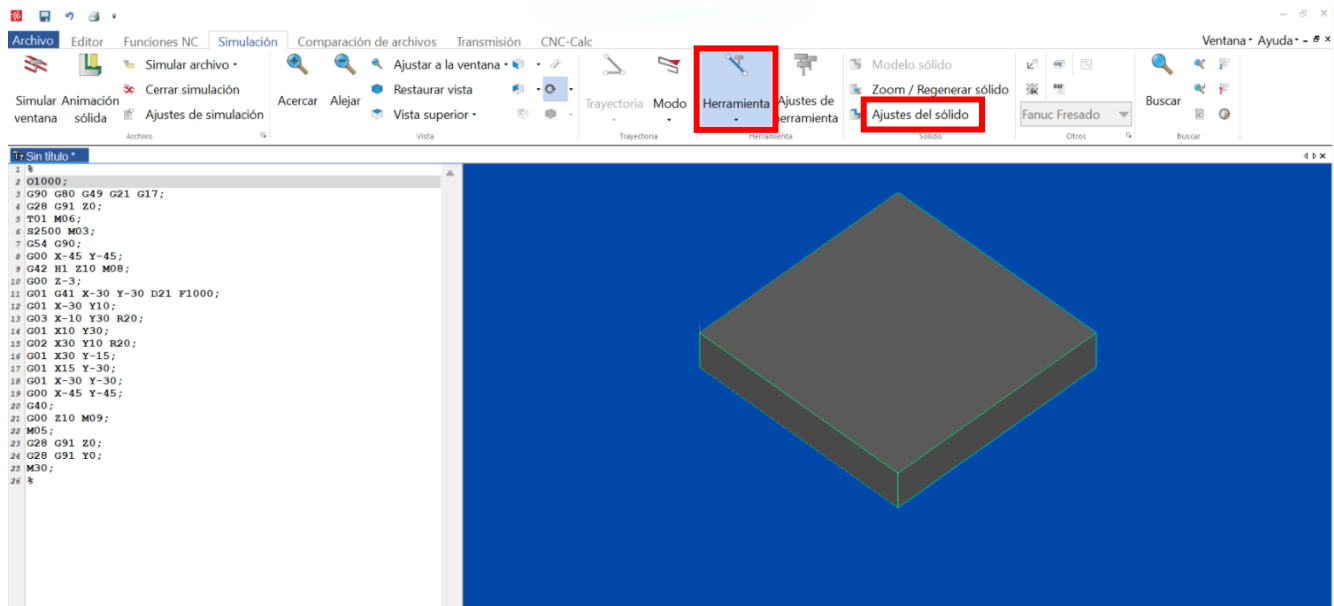 Archivo Editor Funciones NC Simulación Comparación de archivos Transmisión CNC-Calc Ventana Ayuda
Simular ventana
Animación sólida
Simular archivo
Cerrar simulación
Ajustes de simulación
Archivo
Acercar
Alejar
Ajustar a la ventana
Restaurar vista
Vista superior
Vista
Trayectoria
Modo
Trayectoria
Herramienta
Ajustes de
erramienta
Herramienta
Modelo sólido
Zoom / Regenerar sólido
Ajustes del sólido
Sólido
Fanuc Fresado
Otros
Buscar
Buscar
Sin título *
1 %
2 O1000;
3 G90 G80 G49 G21 G17;
4 G28 G91 Z0;
5 T01 M06;
6 S2500 M03;
7 G54 G90;
8 G00 X-45 Y-45;
9 G42 H1 Z10 M08;
10 G00 Z-3;
11 G01 G41 X-30 Y-30 D21 F1000;
12 G01 X-30 Y10;
13 G03 X-10 Y30 R20;
14 G01 X10 Y30;
15 G02 X30 Y10 R20;
16 G01 X30 Y-15;
17 G01 X15 Y-30;
18 G01 X-30 Y-30;
19 G00 X-45 Y-45;
20 G40;
21 G00 Z10 M09;
22 M05;
23 G28 G91 Z0;
24 G28 G91 Y0;
25 M30;
26 %